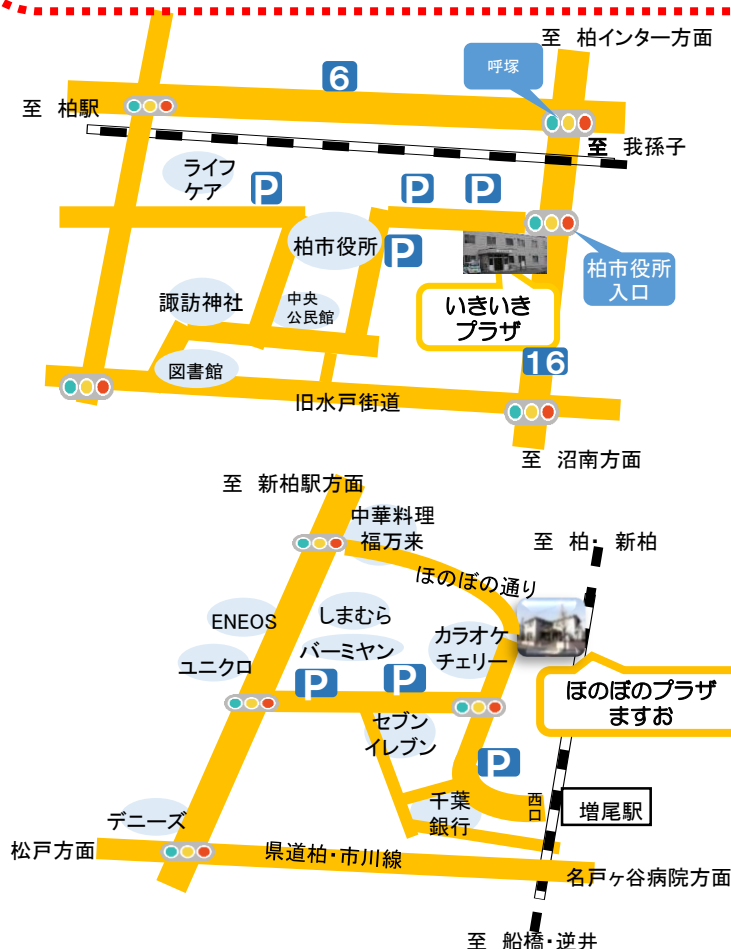 至 柏インター方面
呼塚
6
至 柏駅
至 我孫子
ライフ
ケア
P
P
P
柏市役所
P
柏市役所
入口
諏訪神社
中央
公民館
いきいき
プラザ
図書館
16
旧水戸街道
至 沼南方面
至 新柏駅方面
中華料理
福万来
至 柏・新柏
ほのぼの通り
しまむら
ENEOS
カラオケ
チェリー
バーミヤン
ユニクロ
P
P
ほのぼのプラザ
ますお
セブン
イレブン
P
千葉
銀行
西
口
増尾駅
デニーズ
松戸方面
県道柏・市川線
名戸ヶ谷病院方面
至 船橋・逆井